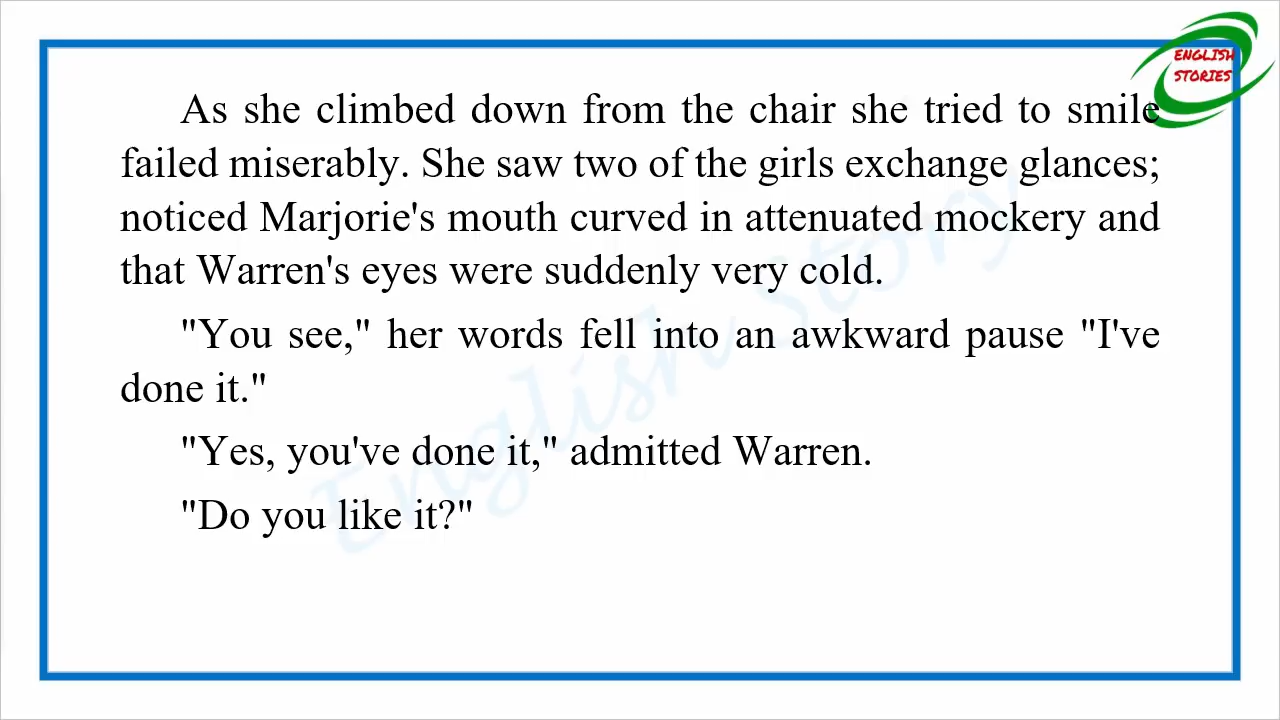 ENGLISH
STORIES
As she climbed down from the chair she tried to smile
failed miserably. She saw two of the girls exchange glances;
noticed Marjorie's mouth curved in attenuated mockery and
that Warren's eyes were suddenly very cold.
"You see," her words fell into an awkward pause "I've
done it."
"Yes, you've done it," admitted Warren.
"Do you like it?"
English Story